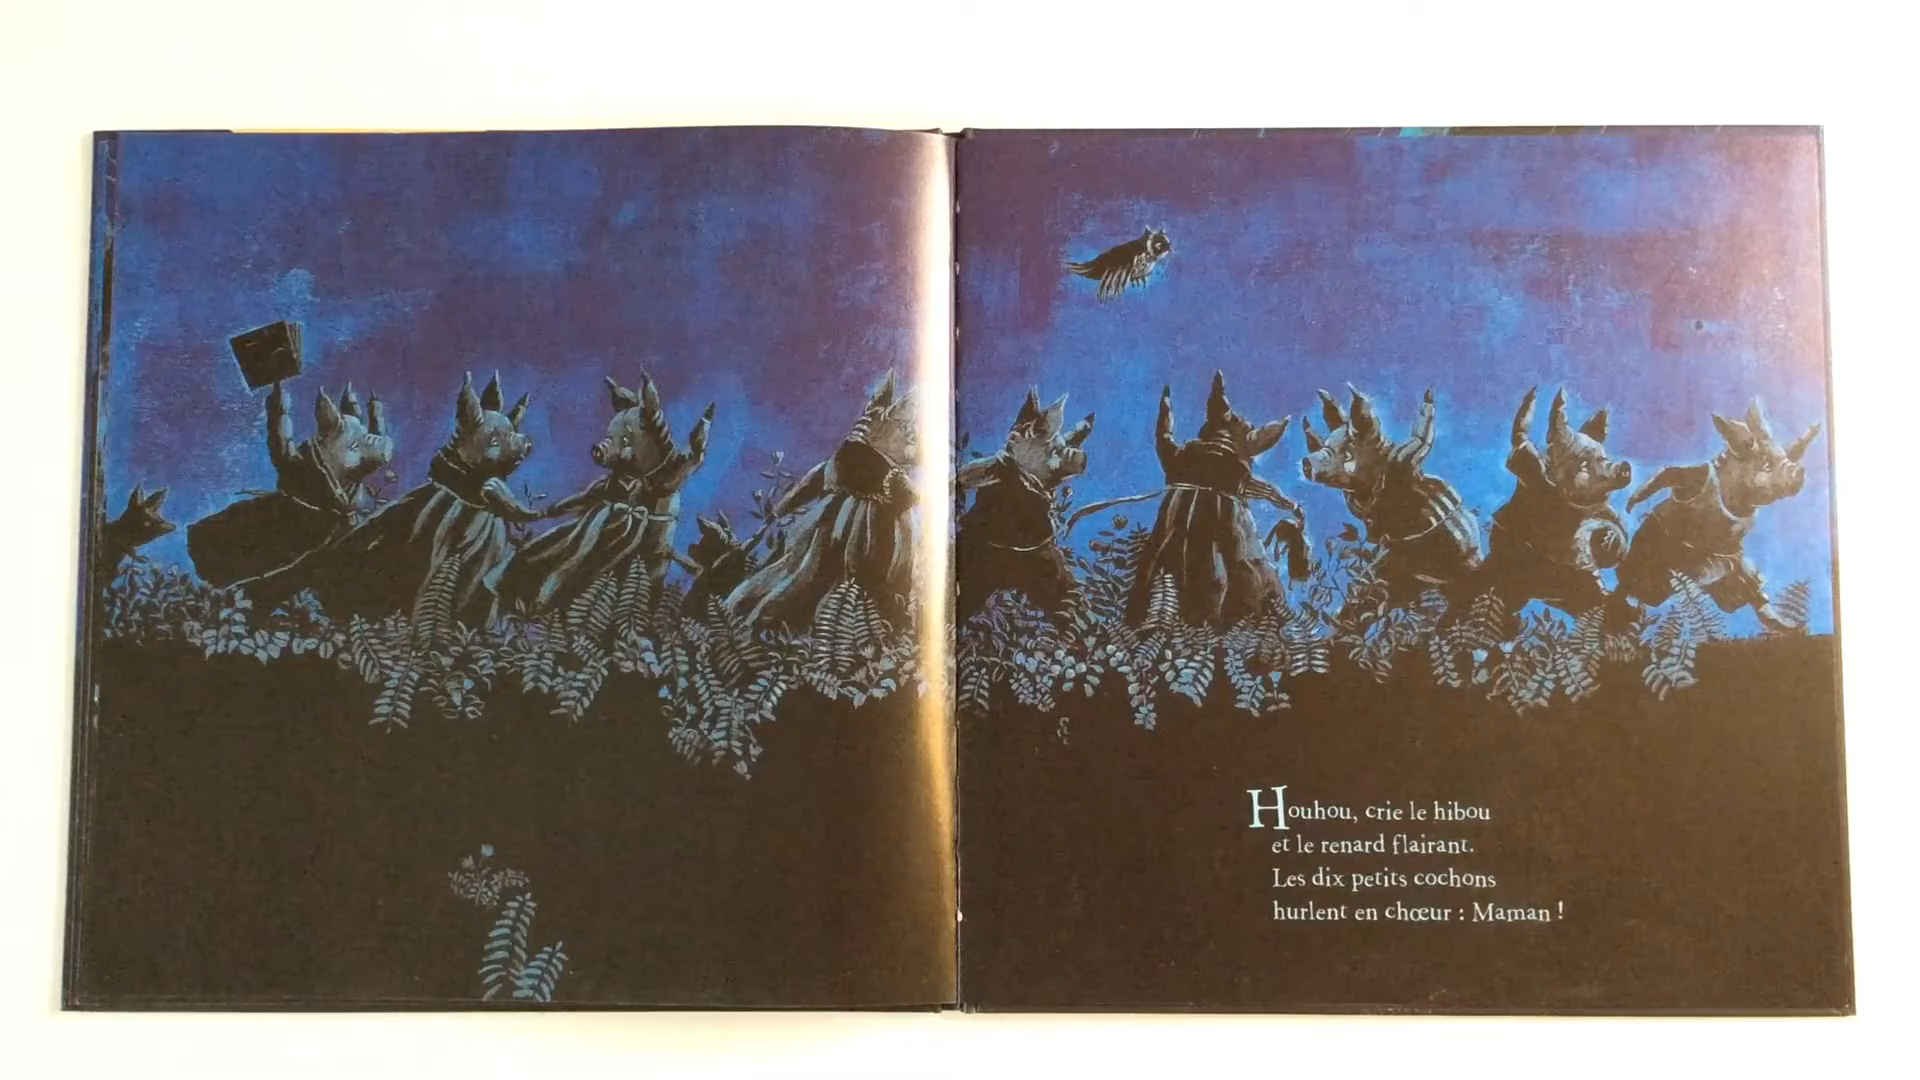 Houhou, crie le hibou
et le renard flairant.
Les dix petits cochons
hurlent en chœur : Maman !